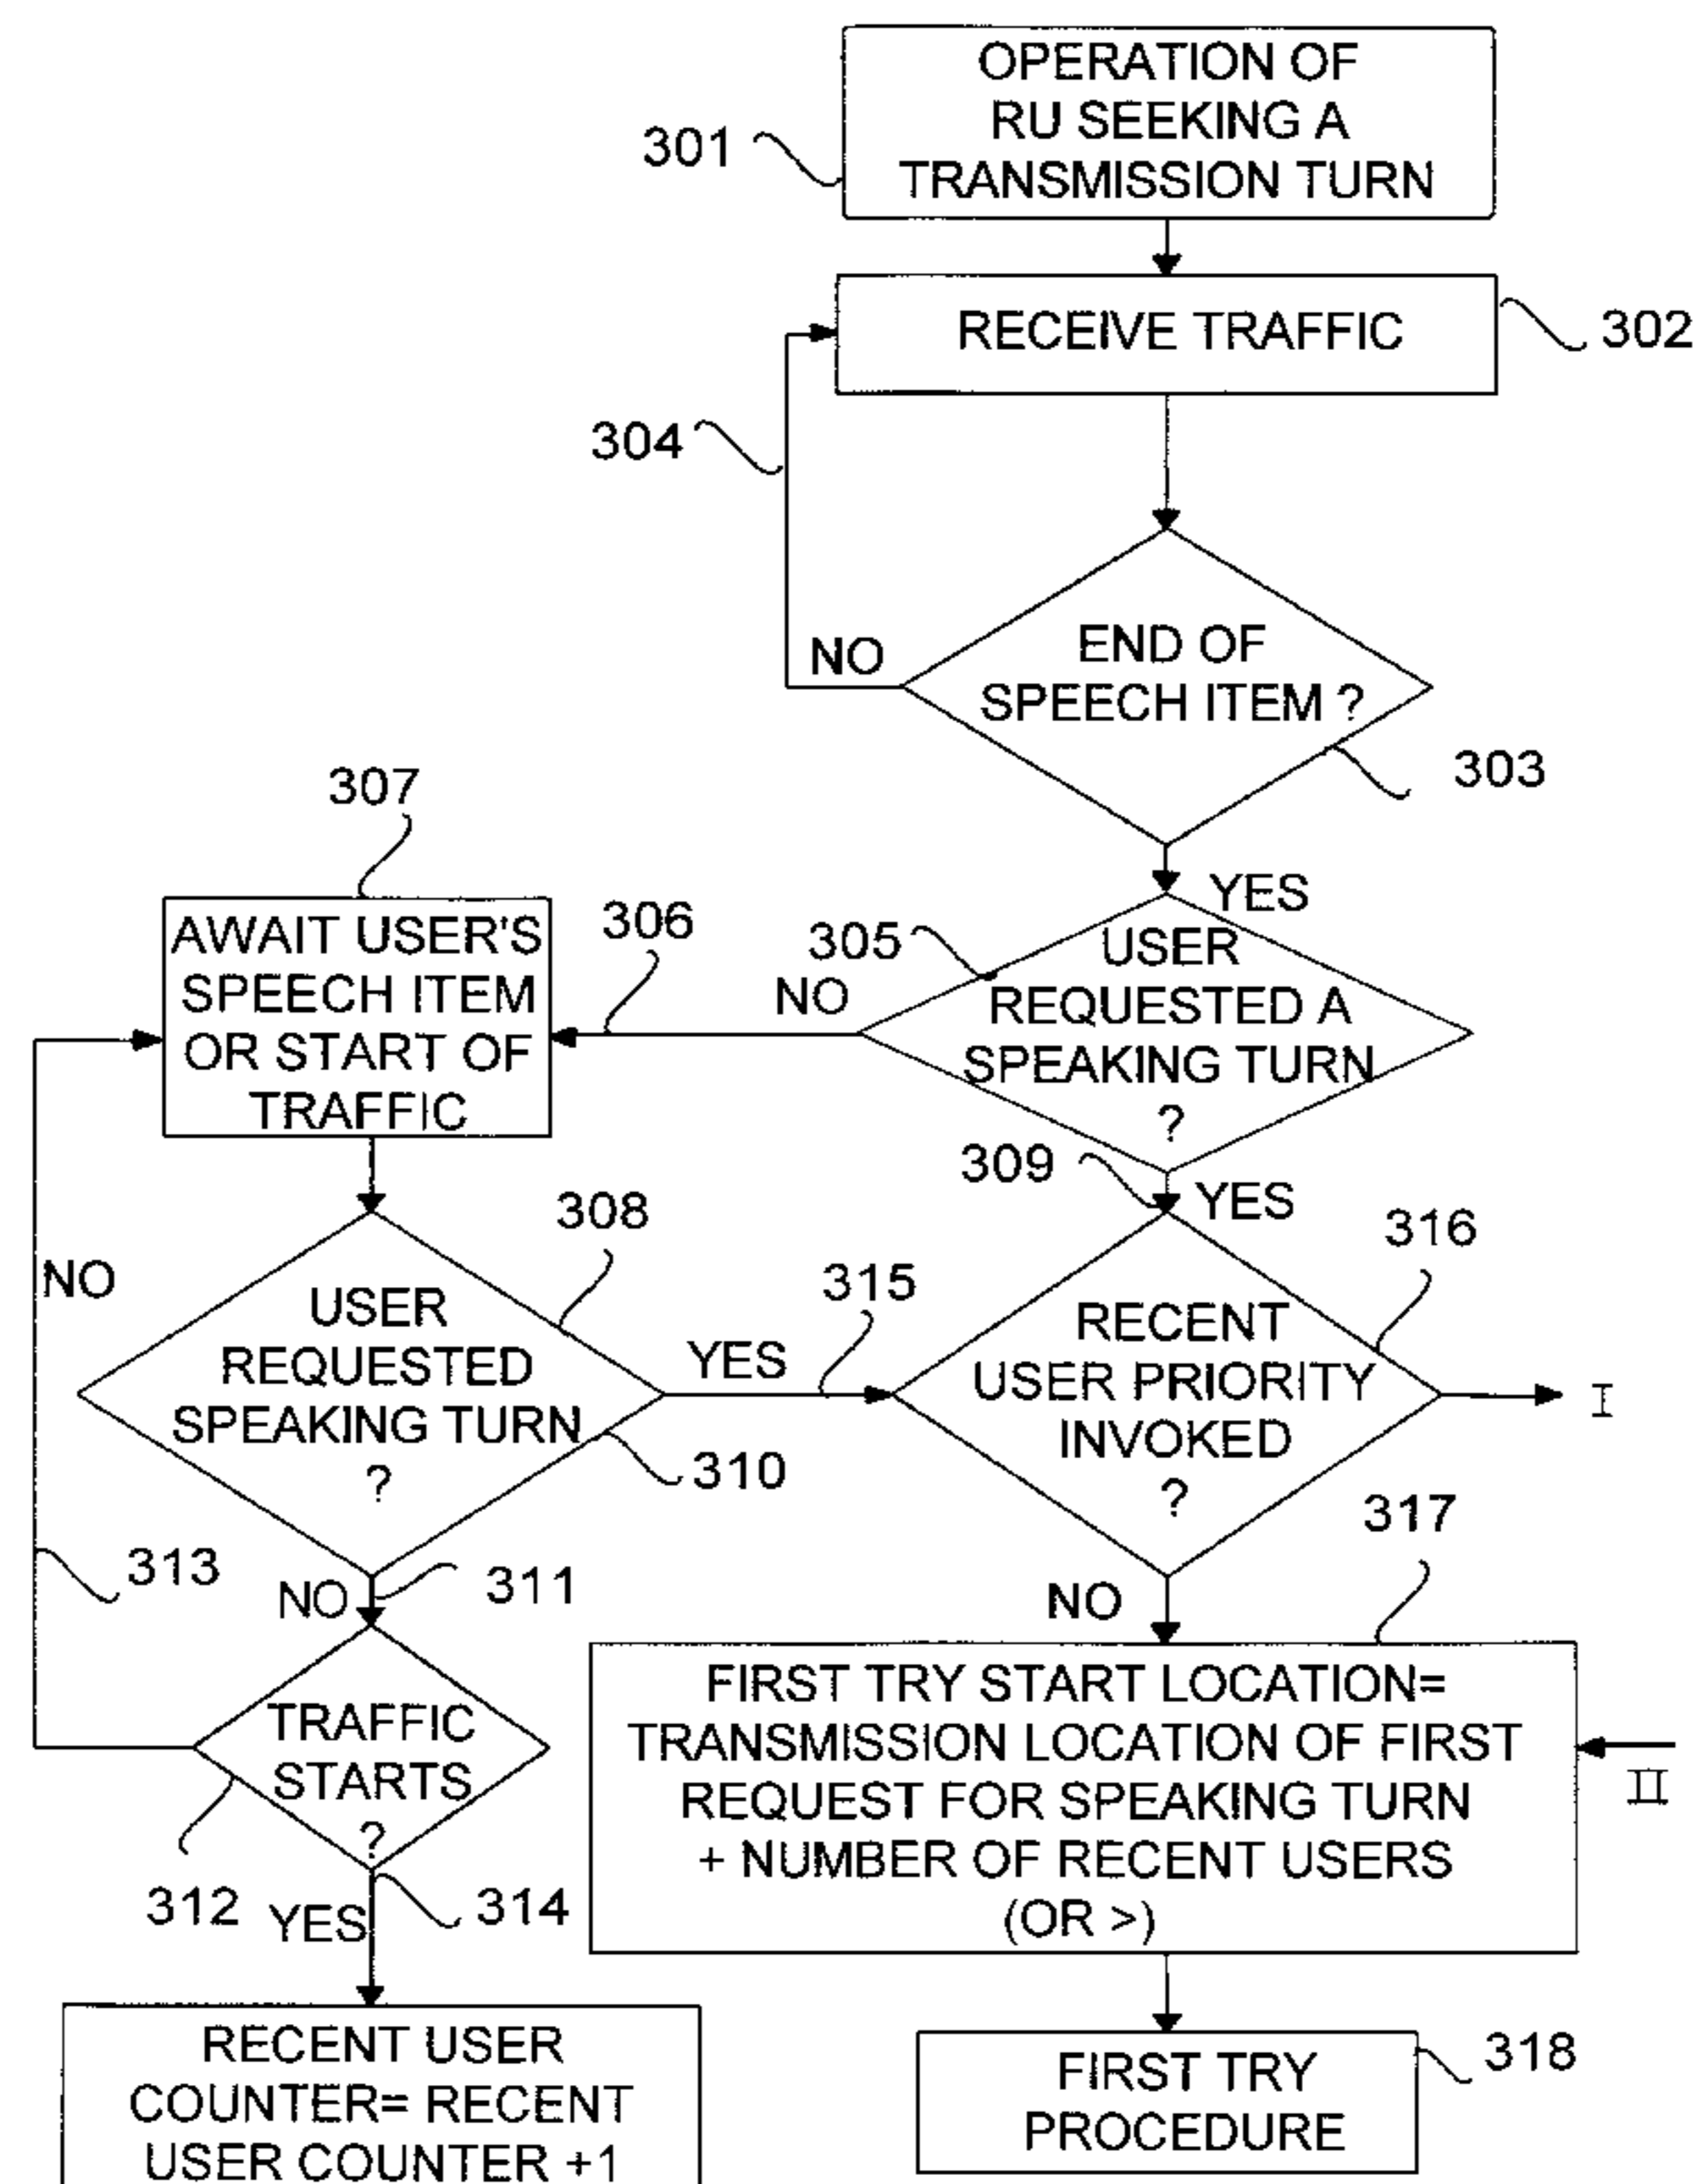 OPERATION OF
RU SEEKING A
TRANSMISSION TURN
301
RECEIVE TRAFFIC
302
304
NO
END OF
SPEECH ITEM ?
303
YES
307
AWAIT USER'S
SPEECH ITEM
OR START OF
TRAFFIC
306
305
NO
USER
REQUESTED A
SPEAKING TURN
?
309
YES
308
NO
USER
REQUESTED
SPEAKING TURN
?
310
315
YES
316
RECENT
USER PRIORITY
INVOKED
?
I
317
313
NO
311
NO
TRAFFIC
STARTS
?
312
YES
314
FIRST TRY START LOCATION=
TRANSMISSION LOCATION OF FIRST
REQUEST FOR SPEAKING TURN
+ NUMBER OF RECENT USERS
(OR >)
II
RECENT USER
COUNTER= RECENT
USER COUNTER +1
FIRST TRY
PROCEDURE
318